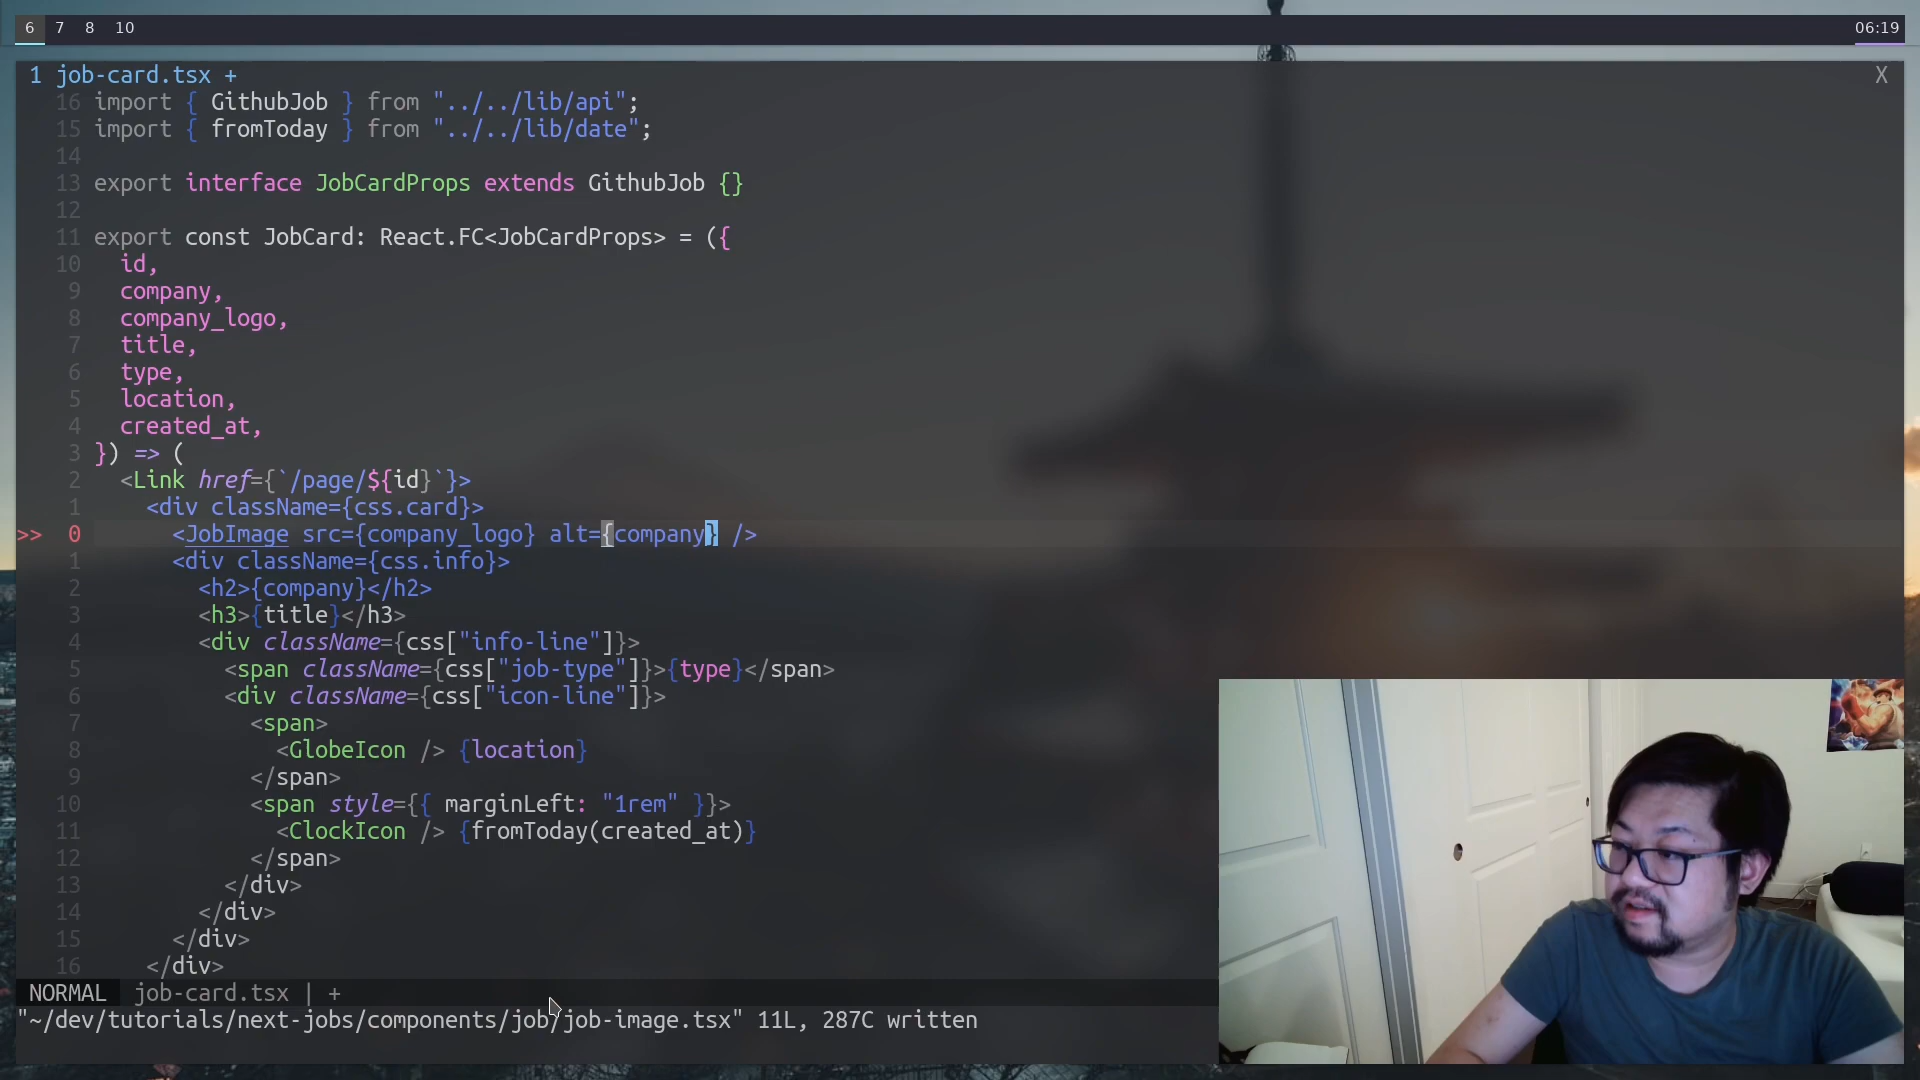 6 7 8 10 06:19
1 job-card.tsx + X
16 import { GithubJob } from "../../lib/api";
15 import { fromToday } from "../../lib/date";
14
13 export interface JobCardProps extends GithubJob {}
12
11 export const JobCard: React.FC<JobCardProps> = ({
10 id,
9 company,
8 company_logo,
7 title,
6 type,
5 location,
4 created_at,
3 }) => (
2 <Link href={`/page/${id}`}>
1 <div className={css.card}>
>> 0 <JobImage src={company_logo} alt={company} />
1 <div className={css.info}>
2 <h2>{company}</h2>
3 <h3>{title}</h3>
4 <div className={css["info-line"]}>
5 <span className={css["job-type"]}>{type}</span>
6 <div className={css["icon-line"]}>
7 <span>
8 <GlobeIcon /> {location}
9 </span>
10 <span style={{ marginLeft: "1rem" }}>
11 <ClockIcon /> {fromToday(created_at)}
12 </span>
13 </div>
14 </div>
15 </div>
16 </div>
NORMAL job-card.tsx | +
"~/dev/tutorials/next-jobs/components/job/job-image.tsx" 11L, 287C written